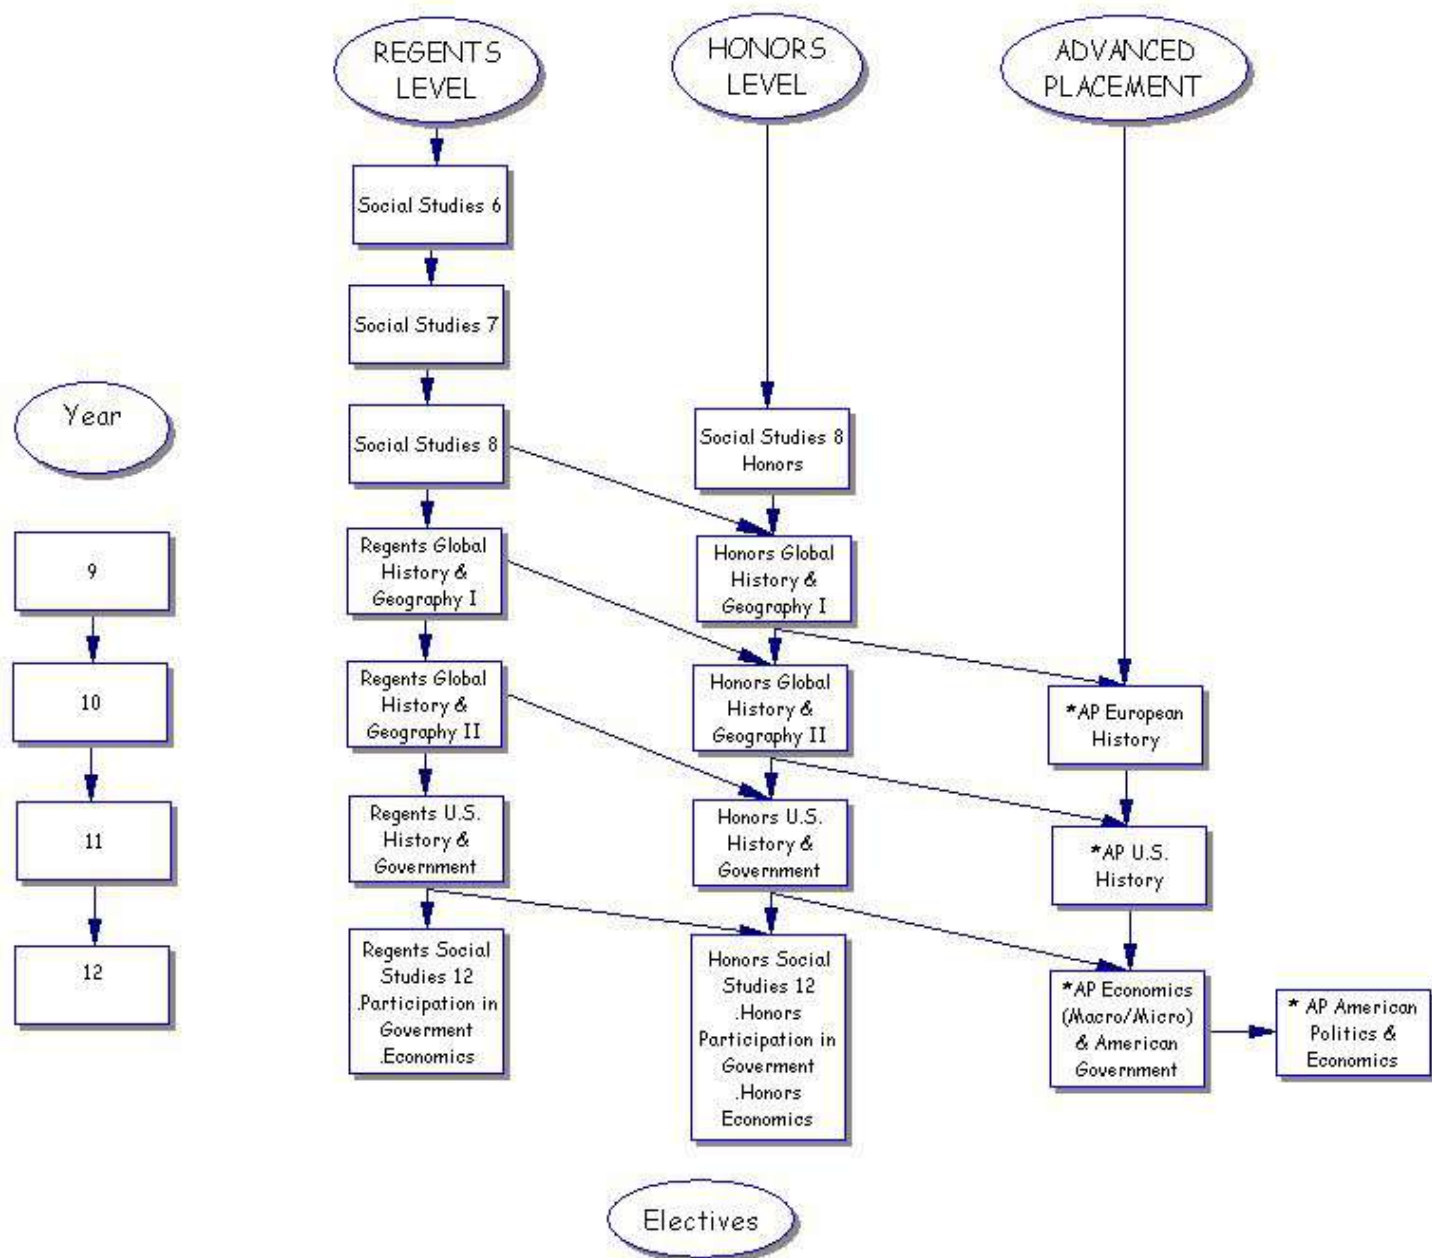 REGENTS
LEVEL
HONORS
LEVEL
ADVANCED
PLACEMENT
Social Studies 6
Social Studies 7
Year
Social Studies 8
Social Studies 8
Honors
9
Regents Global
History &
Geography I
Honors Global
History &
Geography I
10
Regents Global
History &
Geography II
Honors Global
History &
Geography II
*AP European
History
11
Regents U.S.
History &
Government
Honors U.S.
History &
Government
*AP U.S.
History
12
Regents Social
Studies 12
.Participation in
Goverment
.Economics
Honors Social
Studies 12
.Honors
Participation in
Goverment
.Honors
Economics
*AP Economics
(Macro/Micro)
& American
Government
* AP American
Politics &
Economics
Electives